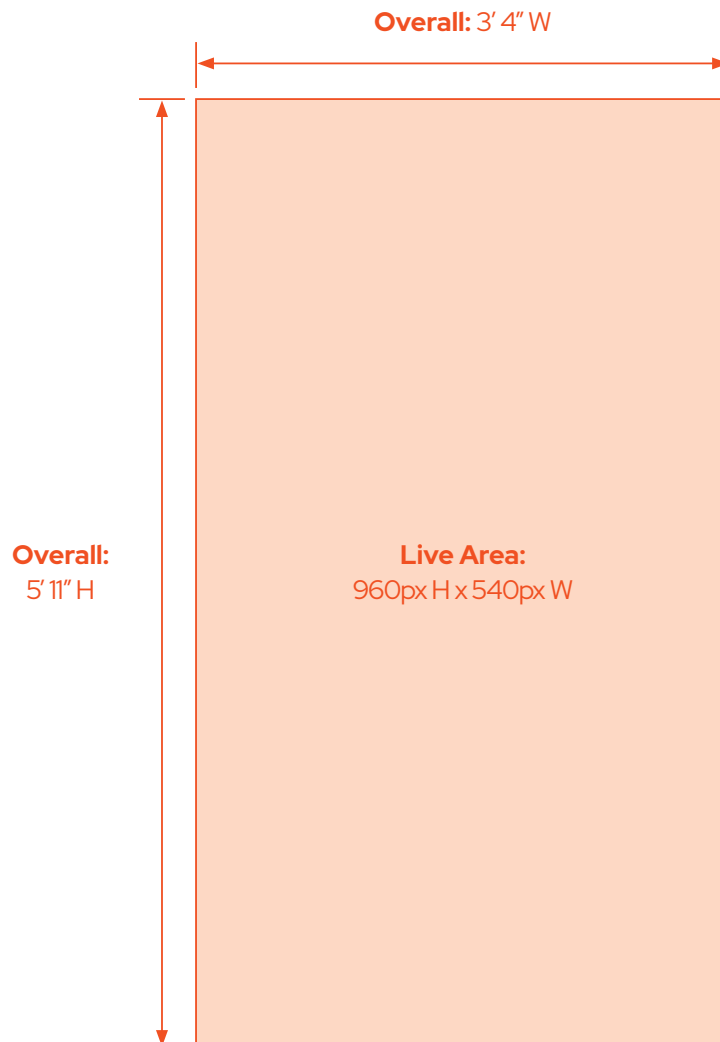 Overall: 3’ 4” W
Overall:
5’ 11” H
Live Area:
960px H x 540px W